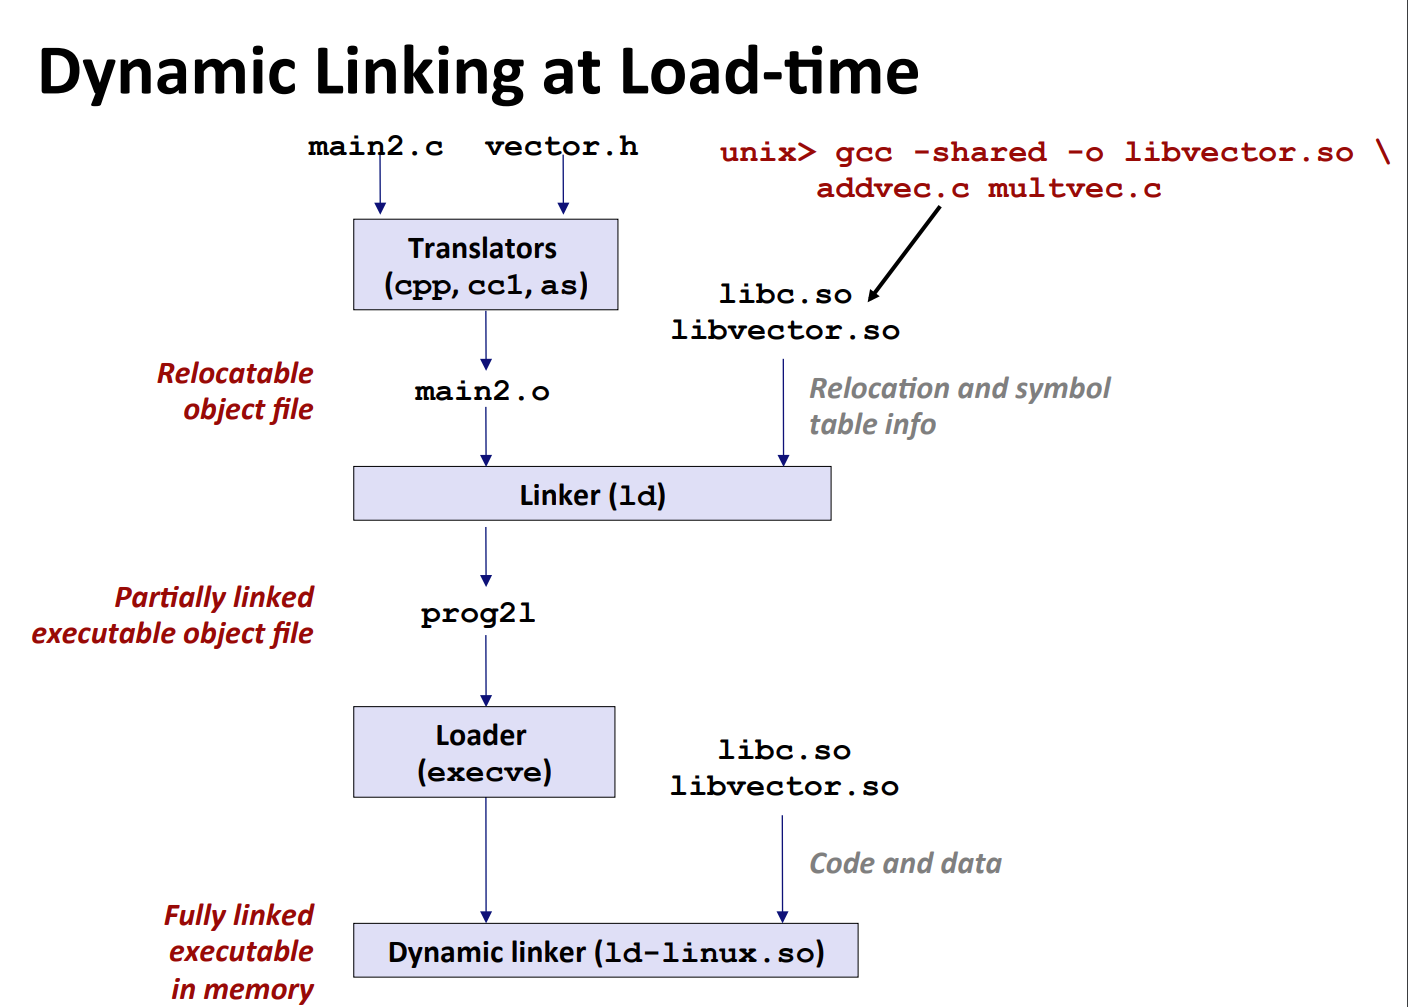 Dynamic Linking at Load-time
main2.c vector.h
unix> gcc -shared -o libvector.so \
addvec.c multvec.c
Translators
(cpp, cc1, as)
libc.so
libvector.so
Relocatable
object file
main2.o
Relocation and symbol
table info
Linker (ld)
Partially linked
executable object file
prog2l
Loader
(execve)
libc.so
libvector.so
Code and data
Fully linked
executable
in memory
Dynamic linker (ld-linux.so)